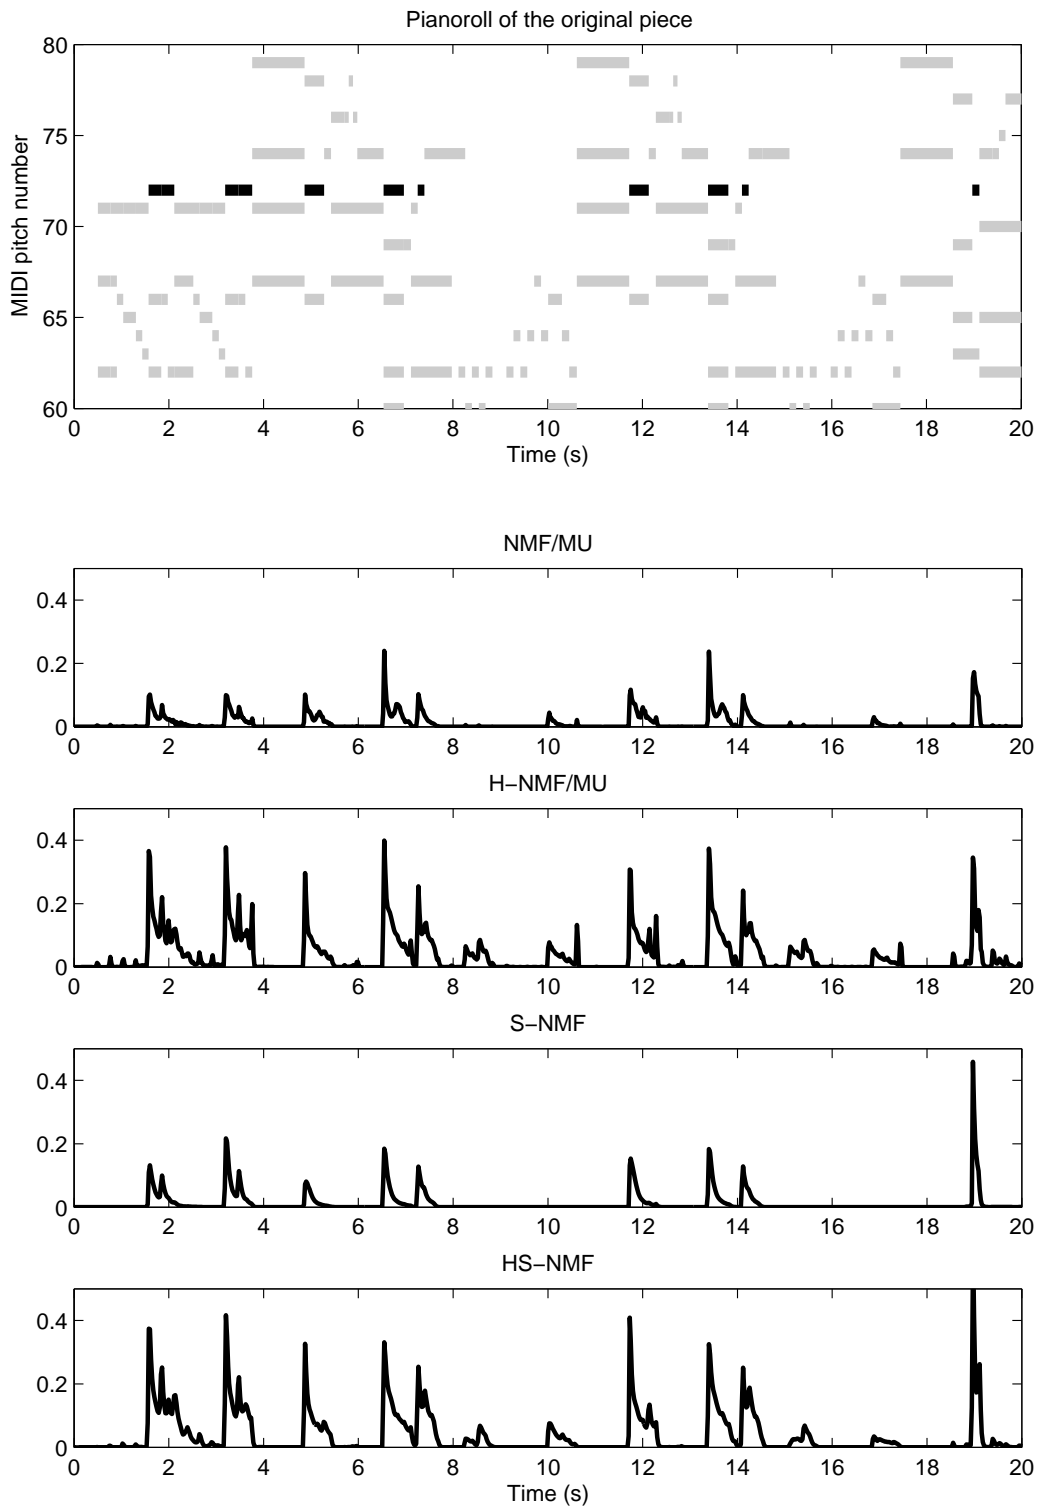 Pianoroll of the original piece
80
75
70
65
60
MIDI pitch number
0 2 4 6 8 10 12 14 16 18 20
Time (s)
NMF/MU
0.4
0.2
0
0 2 4 6 8 10 12 14 16 18 20
H−NMF/MU
0.4
0.2
0
0 2 4 6 8 10 12 14 16 18 20
S−NMF
0.4
0.2
0
0 2 4 6 8 10 12 14 16 18 20
HS−NMF
0.4
0.2
0
0 2 4 6 8 10 12 14 16 18 20
Time (s)